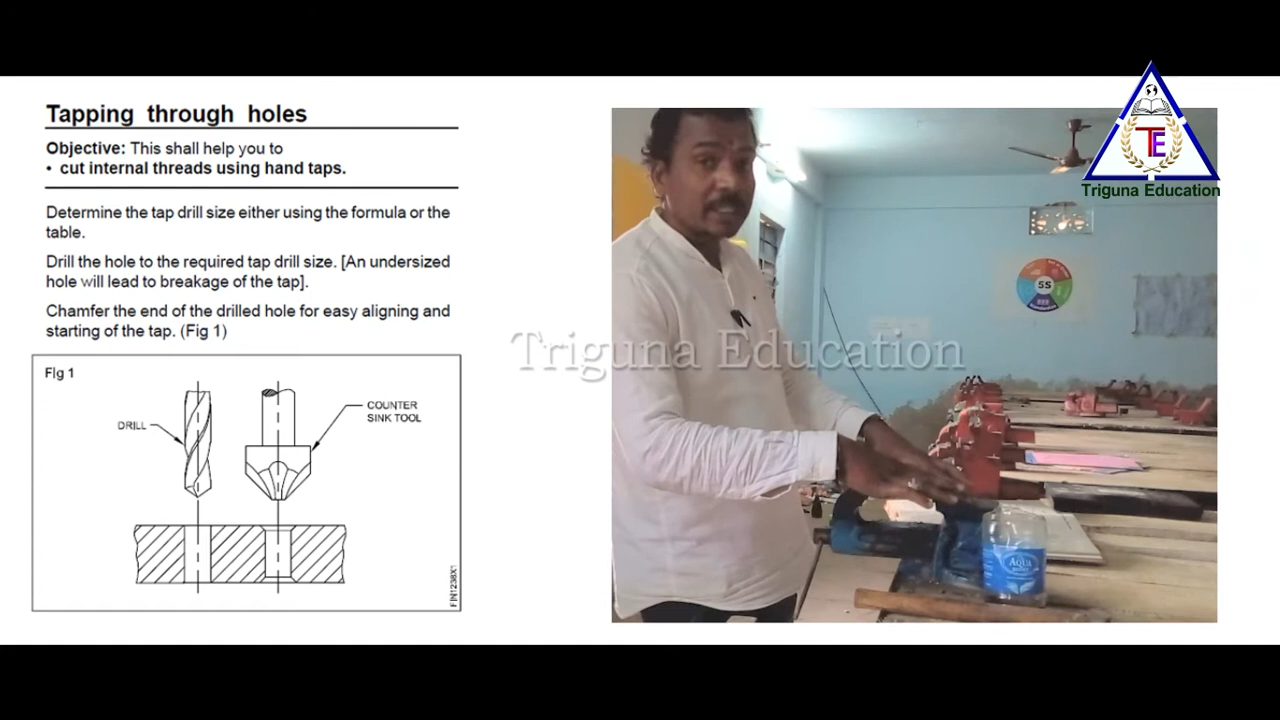 Tapping through holes
Objective: This shall help you to
• cut internal threads using hand taps.
Determine the tap drill size either using the formula or the
table.
Drill the hole to the required tap drill size. [An undersized
hole will lead to breakage of the tap].
Chamfer the end of the drilled hole for easy aligning and
starting of the tap. (Fig 1)
Fig 1
DRILL
COUNTER
SINK TOOL
FIN1238X1
Triguna Education
TE
Triguna Education
5S
AQUA